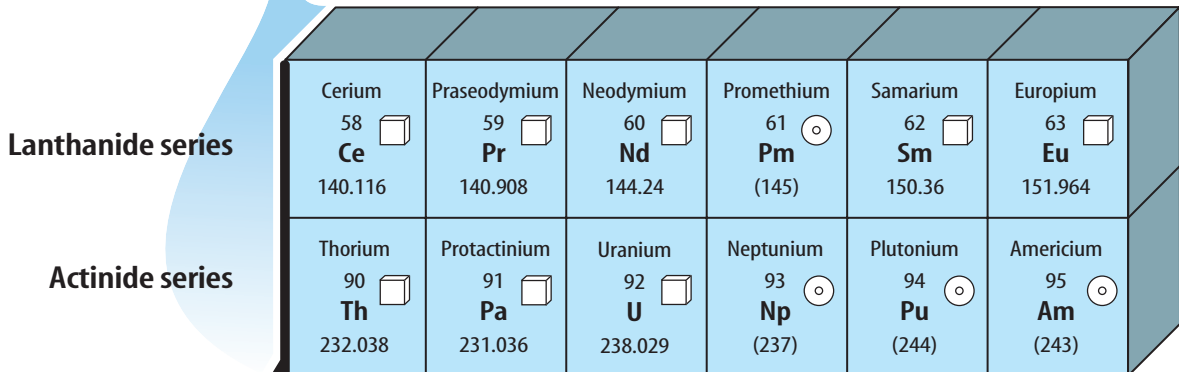 Lanthanide series
Cerium
58
Ce
140.116
Praseodymium
59
Pr
140.908
Neodymium
60
Nd
144.24
Promethium
61
Pm
(145)
Samarium
62
Sm
150.36
Europium
63
Eu
151.964
Actinide series
Thorium
90
Th
232.038
Protactinium
91
Pa
231.036
Uranium
92
U
238.029
Neptunium
93
Np
(237)
Plutonium
94
Pu
(244)
Americium
95
Am
(243)